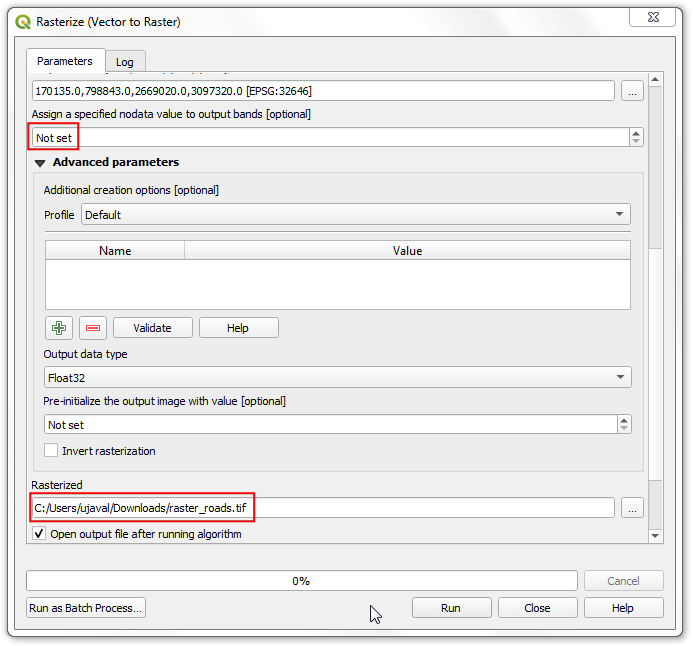 Rasterize (Vector to Raster)
Parameters
Log
170135.0,798843.0,2669020.0,3097320.0 [EPSG:32646]
...
Assign a specified nodata value to output bands [optional]
Not set
Advanced parameters
Additional creation options [optional]
Profile Default
Name Value
Validate Help
Output data type
Float32
Pre-initialize the output image with value [optional]
Not set
Invert rasterization
Rasterized
C:/Users/ujaval/Downloads/raster_roads.tif
...
Open output file after running algorithm
0% Cancel
Run as Batch Process... Run Close Help